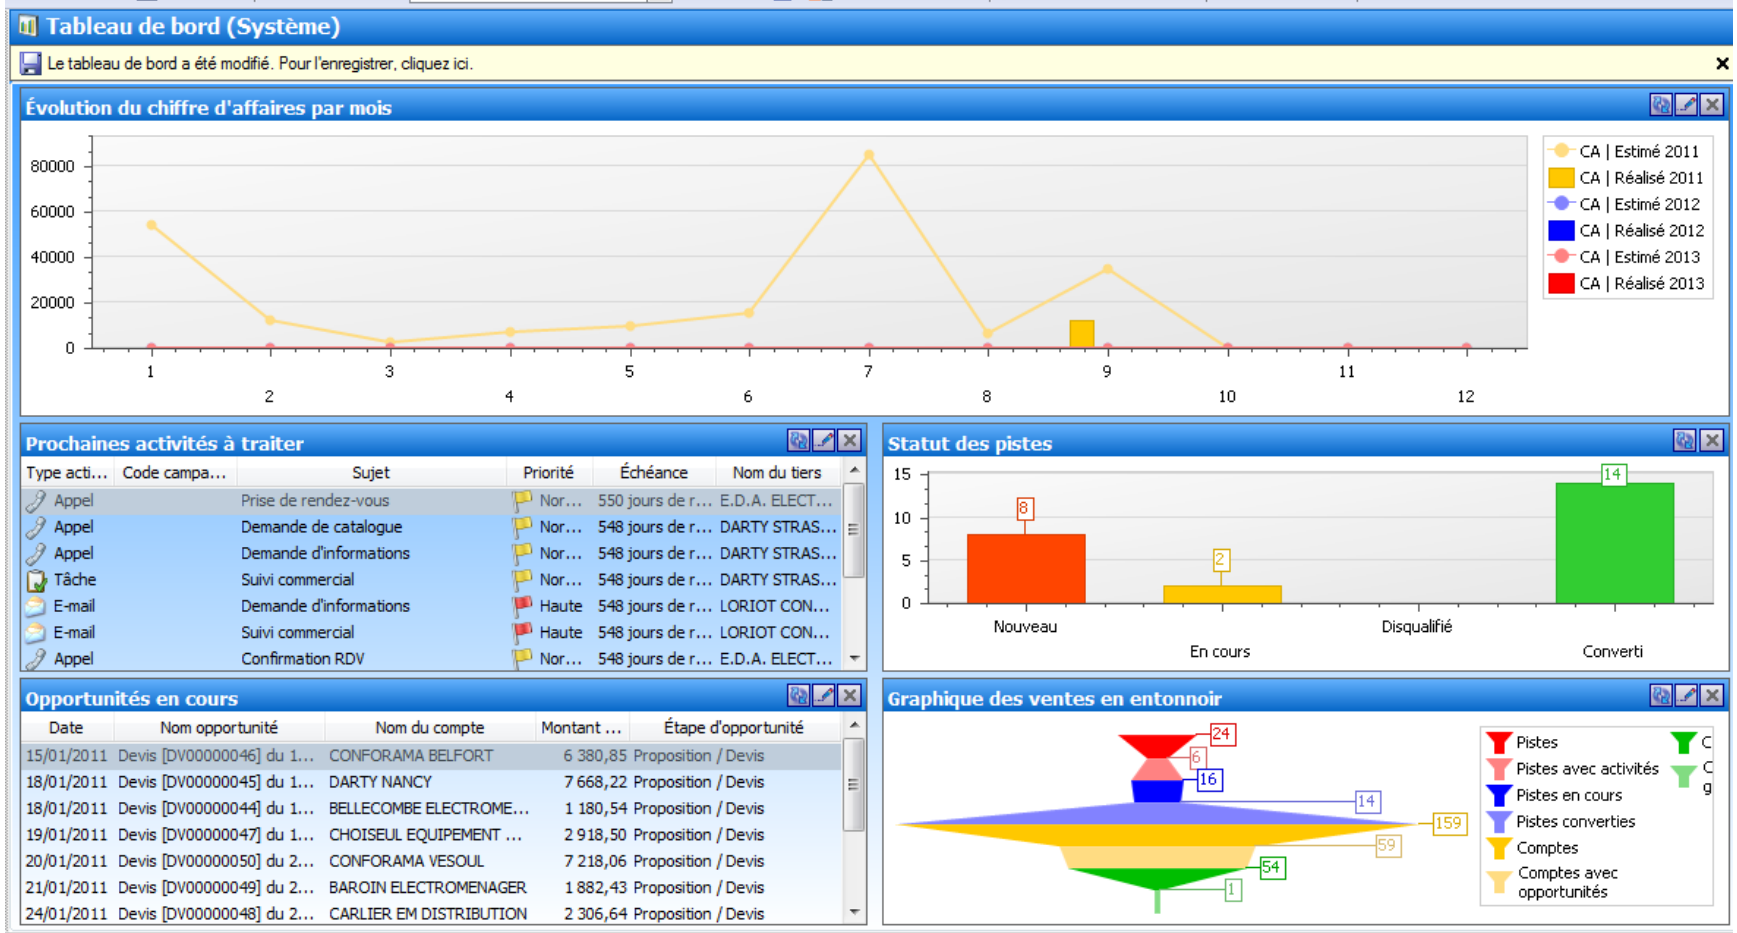 Tableau de bord (Système)
Le tableau de bord a été modifié. Pour l'enregistrer, cliquez ici.
Évolution du chiffre d'affaires par mois
80000
60000
40000
20000
0
1 3 5 7 9 11
2 4 6 8 10 12
CA | Estimé 2011
CA | Réalisé 2011
CA | Estimé 2012
CA | Réalisé 2012
CA | Estimé 2013
CA | Réalisé 2013
Prochaines activités à traiter
Type acti... Code campa... Sujet Priorité Échéance Nom du tiers
Appel Prise de rendez-vous Nor... 550 jours de r... E.D.A. ELECT...
Appel Demande de catalogue Nor... 548 jours de r... DARTY STRAS...
Appel Demande d'informations Nor... 548 jours de r... DARTY STRAS...
Tâche Suivi commercial Nor... 548 jours de r... DARTY STRAS...
E-mail Demande d'informations Haute 548 jours de r... LORIOT CON...
E-mail Suivi commercial Haute 548 jours de r... LORIOT CON...
Appel Confirmation RDV Nor... 548 jours de r... E.D.A. ELECT...
Statut des pistes
15
10
5
0
8
2
14
Nouveau Disqualifié
En cours Converti
Opportunités en cours
Date Nom opportunité Nom du compte Montant ... Étape d'opportunité
15/01/2011 Devis [DV00000046] du 1... CONFORAMA BELFORT 6 380,85 Proposition / Devis
18/01/2011 Devis [DV00000045] du 1... DARTY NANCY 7 668,22 Proposition / Devis
18/01/2011 Devis [DV00000044] du 1... BELLECOMBE ELECTROME... 1 180,54 Proposition / Devis
19/01/2011 Devis [DV00000047] du 1... CHOISEUL EQUIPEMENT ... 2 918,50 Proposition / Devis
20/01/2011 Devis [DV00000050] du 2... CONFORAMA VESOUL 7 218,06 Proposition / Devis
21/01/2011 Devis [DV00000049] du 2... BAROIN ELECTROMENAGER 1 882,43 Proposition / Devis
24/01/2011 Devis [DV00000048] du 2... CARLIER EM DISTRIBUTION 2 306,64 Proposition / Devis
Graphique des ventes en entonnoir
24
6
16
14
159
59
54
1
Pistes C
Pistes avec activités C
g
Pistes en cours
Pistes converties
Comptes
Comptes avec
opportunités